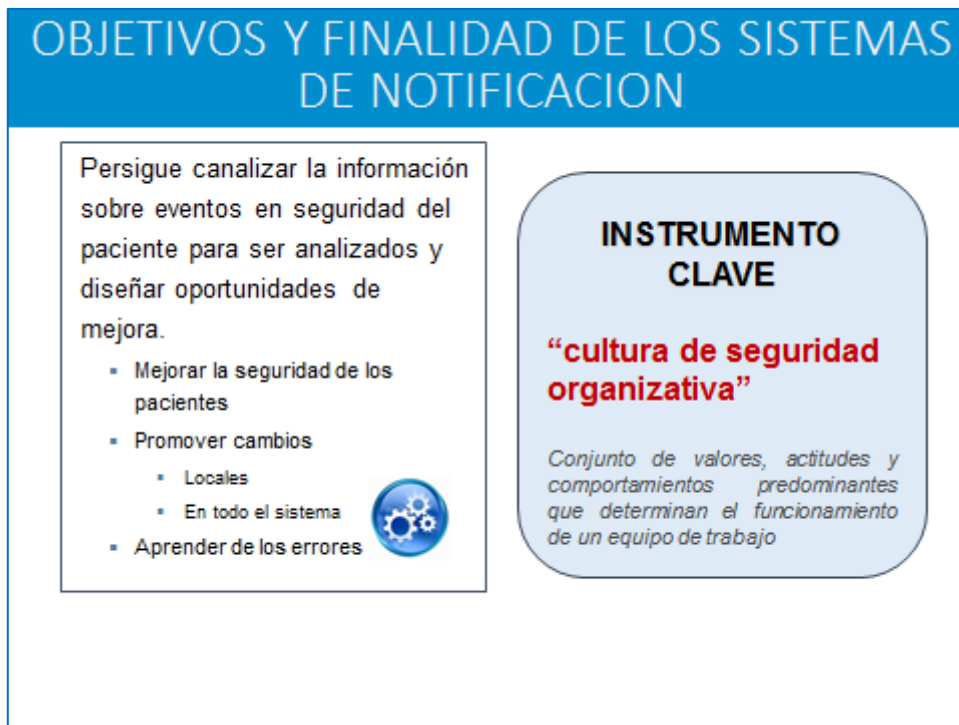 OBJETIVOS Y FINALIDAD DE LOS SISTEMAS
DE NOTIFICACION
Persigue canalizar la información
sobre eventos en seguridad del
paciente para ser analizados y
diseñar oportunidades de
mejora.
Mejorar la seguridad de los
pacientes
Promover cambios
Locales
En todo el sistema
Aprender de los errores
INSTRUMENTO
CLAVE
“cultura de seguridad
organizativa”
Conjunto de valores, actitudes y
comportamientos predominantes
que determinan el funcionamiento
de un equipo de trabajo